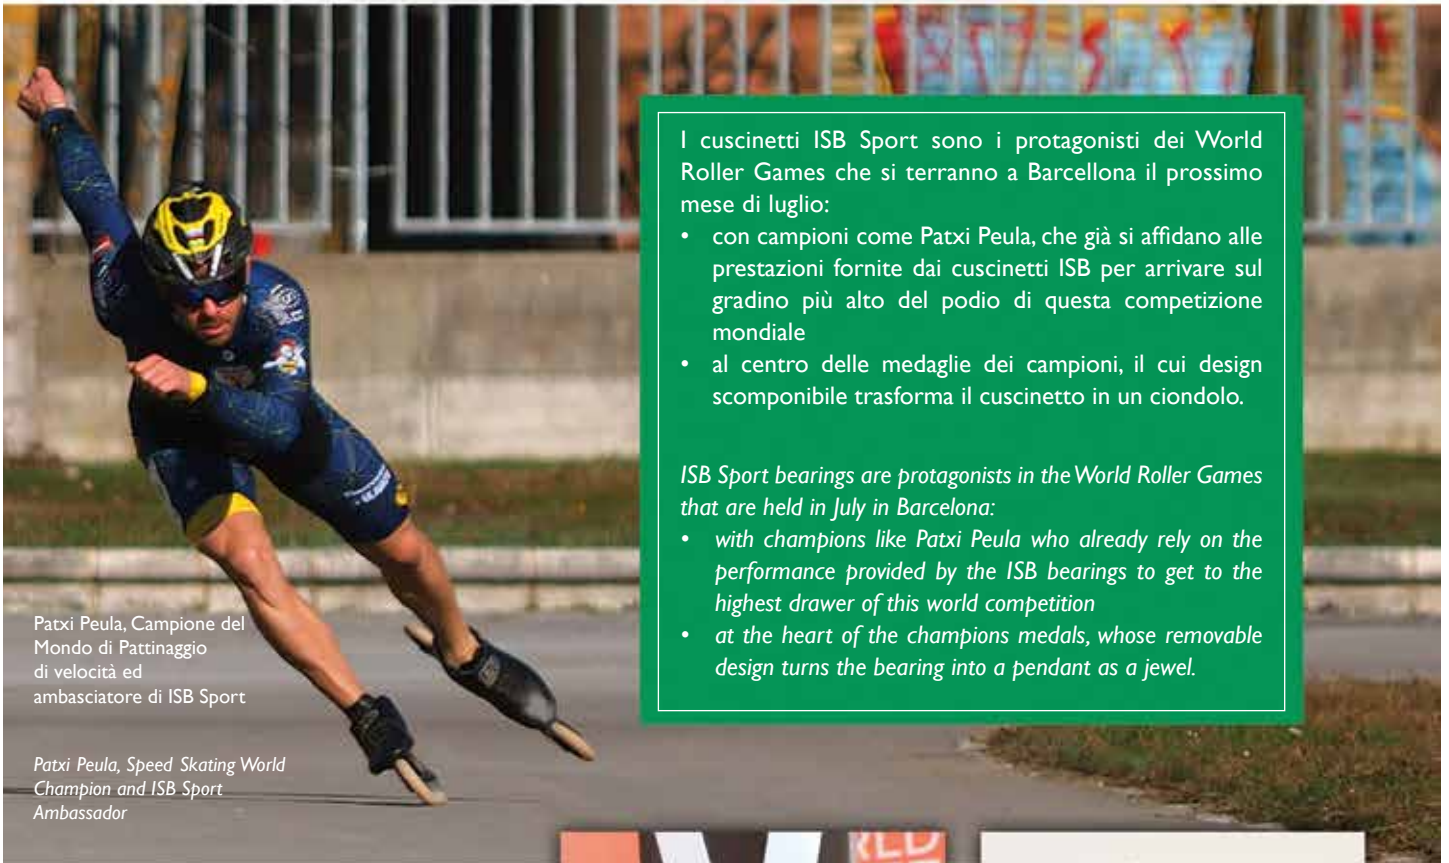 I cuscinetti ISB Sport sono i protagonisti dei World
Roller Games che si terranno a Barcellona il prossimo
mese di luglio:
• con campioni come Patxi Peula, che già si affidano alle
prestazioni fornite dai cuscinetti ISB per arrivare sul
gradino più alto del podio di questa competizione
mondiale
• al centro delle medaglie dei campioni, il cui design
scomponibile trasforma il cuscinetto in un ciondolo.
ISB Sport bearings are protagonists in the World Roller Games
that are held in July in Barcelona:
• with champions like Patxi Peula who already rely on the
performance provided by the ISB bearings to get to the
highest drawer of this world competition
• at the heart of the champions medals, whose removable
design turns the bearing into a pendant as a jewel.
Patxi Peula, Campione del
Mondo di Pattinaggio
di velocità ed
ambasciatore di ISB Sport
Patxi Peula, Speed Skating World
Champion and ISB Sport
Ambassador